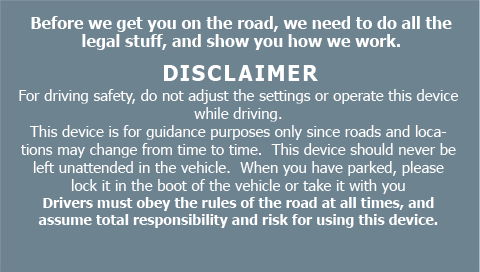 Before we get you on the road, we need to do all the
legal stuff, and show you how we work.
DISCLAIMER
For driving safety, do not adjust the settings or operate this device
while driving.
This device is for guidance purposes only since roads and loca-
tions may change from time to time.  This device should never be
left unattended in the vehicle.  When you have parked, please
lock it in the boot of the vehicle or take it with you
Drivers must obey the rules of the road at all times, and
assume total responsibility and risk for using this device.